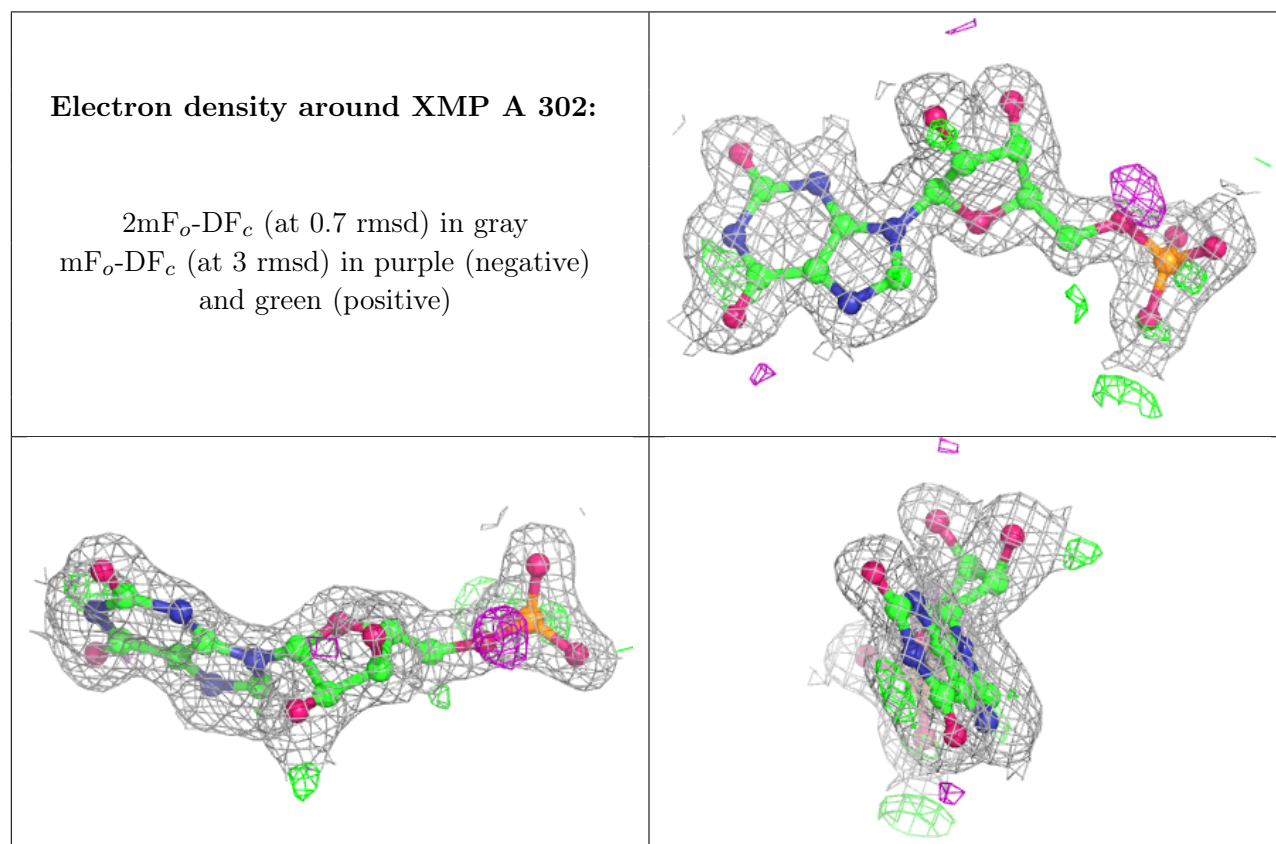 Electron density around XMP A 302:
2mFo-DFc (at 0.7 rmsd) in gray
mFo-DFc (at 3 rmsd) in purple (negative)
and green (positive)